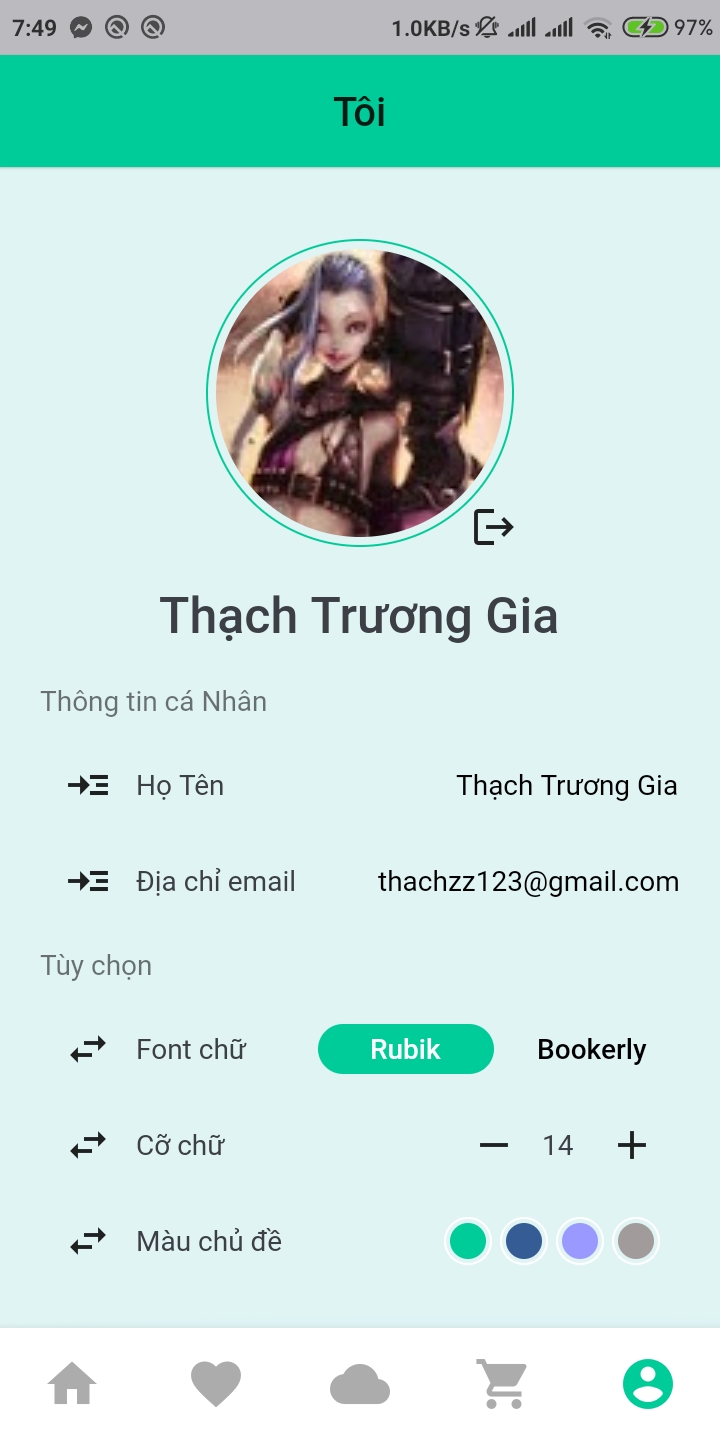 7:49 1.0KB/s 97%
Tôi
Thạch Trương Gia
Thông tin cá Nhân
Họ Tên Thạch Trương Gia
Địa chỉ email thachzz123@gmail.com
Tùy chọn
Font chữ Rubik Bookerly
Cỡ chữ 14
Màu chủ đề